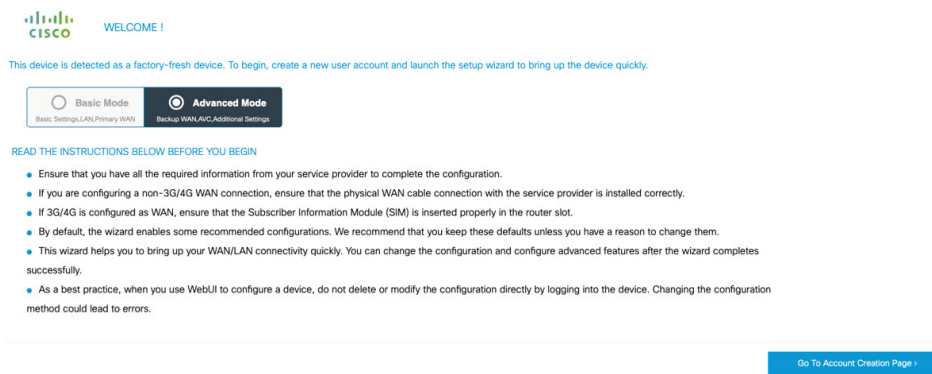 CISCO
WELCOME !
This device is detected as a factory-fresh device. To begin, create a new user account and launch the setup wizard to bring up the device quickly.
Basic Mode
Basic Settings,LAN,Primary WAN
Advanced Mode
Backup WAN,AVC,Additional Settings
READ THE INSTRUCTIONS BELOW BEFORE YOU BEGIN
Ensure that you have all the required information from your service provider to complete the configuration.
If you are configuring a non-3G/4G WAN connection, ensure that the physical WAN cable connection with the service provider is installed correctly.
If 3G/4G is configured as WAN, ensure that the Subscriber Information Module (SIM) is inserted properly in the router slot.
By default, the wizard enables some recommended configurations. We recommend that you keep these defaults unless you have a reason to change them.
This wizard helps you to bring up your WAN/LAN connectivity quickly. You can change the configuration and configure advanced features after the wizard completes
successfully.
As a best practice, when you use WebUI to configure a device, do not delete or modify the configuration directly by logging into the device. Changing the configuration
method could lead to errors.
Go To Account Creation Page >